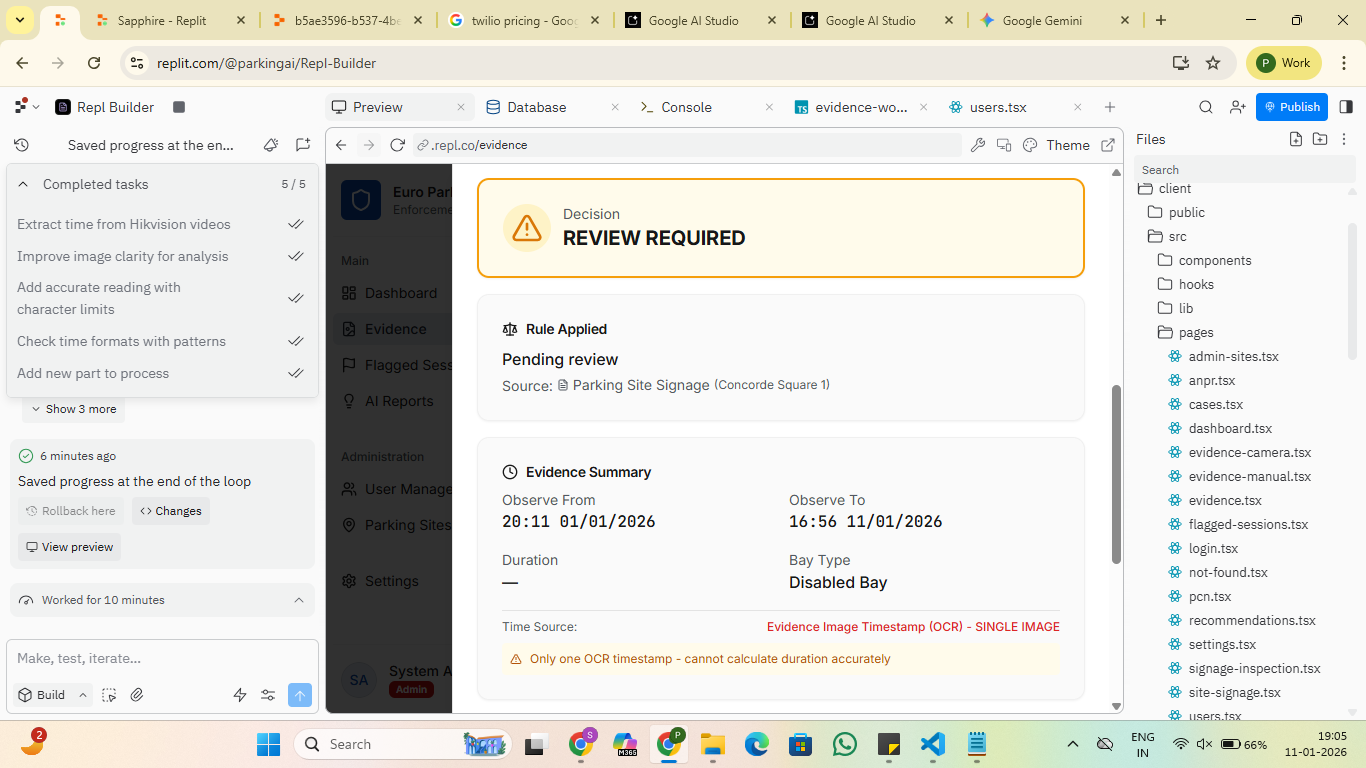 Sapphire - Replit
b5ae3596-b537-4be
twilio pricing - Goo
Google AI Studio
Google AI Studio
Google Gemini
replit.com/@parkingai/Repl-Builder
P
Work
Repl Builder
Preview
Database
Console
TS
evidence-wo...
users.tsx
Publish
Saved progress at the en...
.repl.co/evidence
Theme
Files
Search
Completed tasks
5 / 5
Extract time from Hikvision videos
Improve image clarity for analysis
Add accurate reading with
character limits
Check time formats with patterns
Add new part to process
Show 3 more
6 minutes ago
Saved progress at the end of the loop
Rollback here
Changes
View preview
Worked for 10 minutes
Make, test, iterate...
Build
Euro Par
Enforceme
Main
Dashboard
Evidence
Flagged Sess
AI Reports
Administration
User Manage
Parking Sites
Settings
SA
System A
Admin
Decision
REVIEW REQUIRED
Rule Applied
Pending review
Source: Parking Site Signage (Concorde Square 1)
Evidence Summary
Observe From
Observe To
20:11 01/01/2026
16:56 11/01/2026
Duration
Bay Type
—
Disabled Bay
Time Source:
Evidence Image Timestamp (OCR) - SINGLE IMAGE
Only one OCR timestamp - cannot calculate duration accurately
client
public
src
components
hooks
lib
pages
admin-sites.tsx
anpr.tsx
cases.tsx
dashboard.tsx
evidence-camera.tsx
evidence-manual.tsx
evidence.tsx
flagged-sessions.tsx
login.tsx
not-found.tsx
pcn.tsx
recommendations.tsx
settings.tsx
signage-inspection.tsx
site-signage.tsx
users.tsx
2
Search
S
M365
P
ENG
IN
66%
19:05
11-01-2026